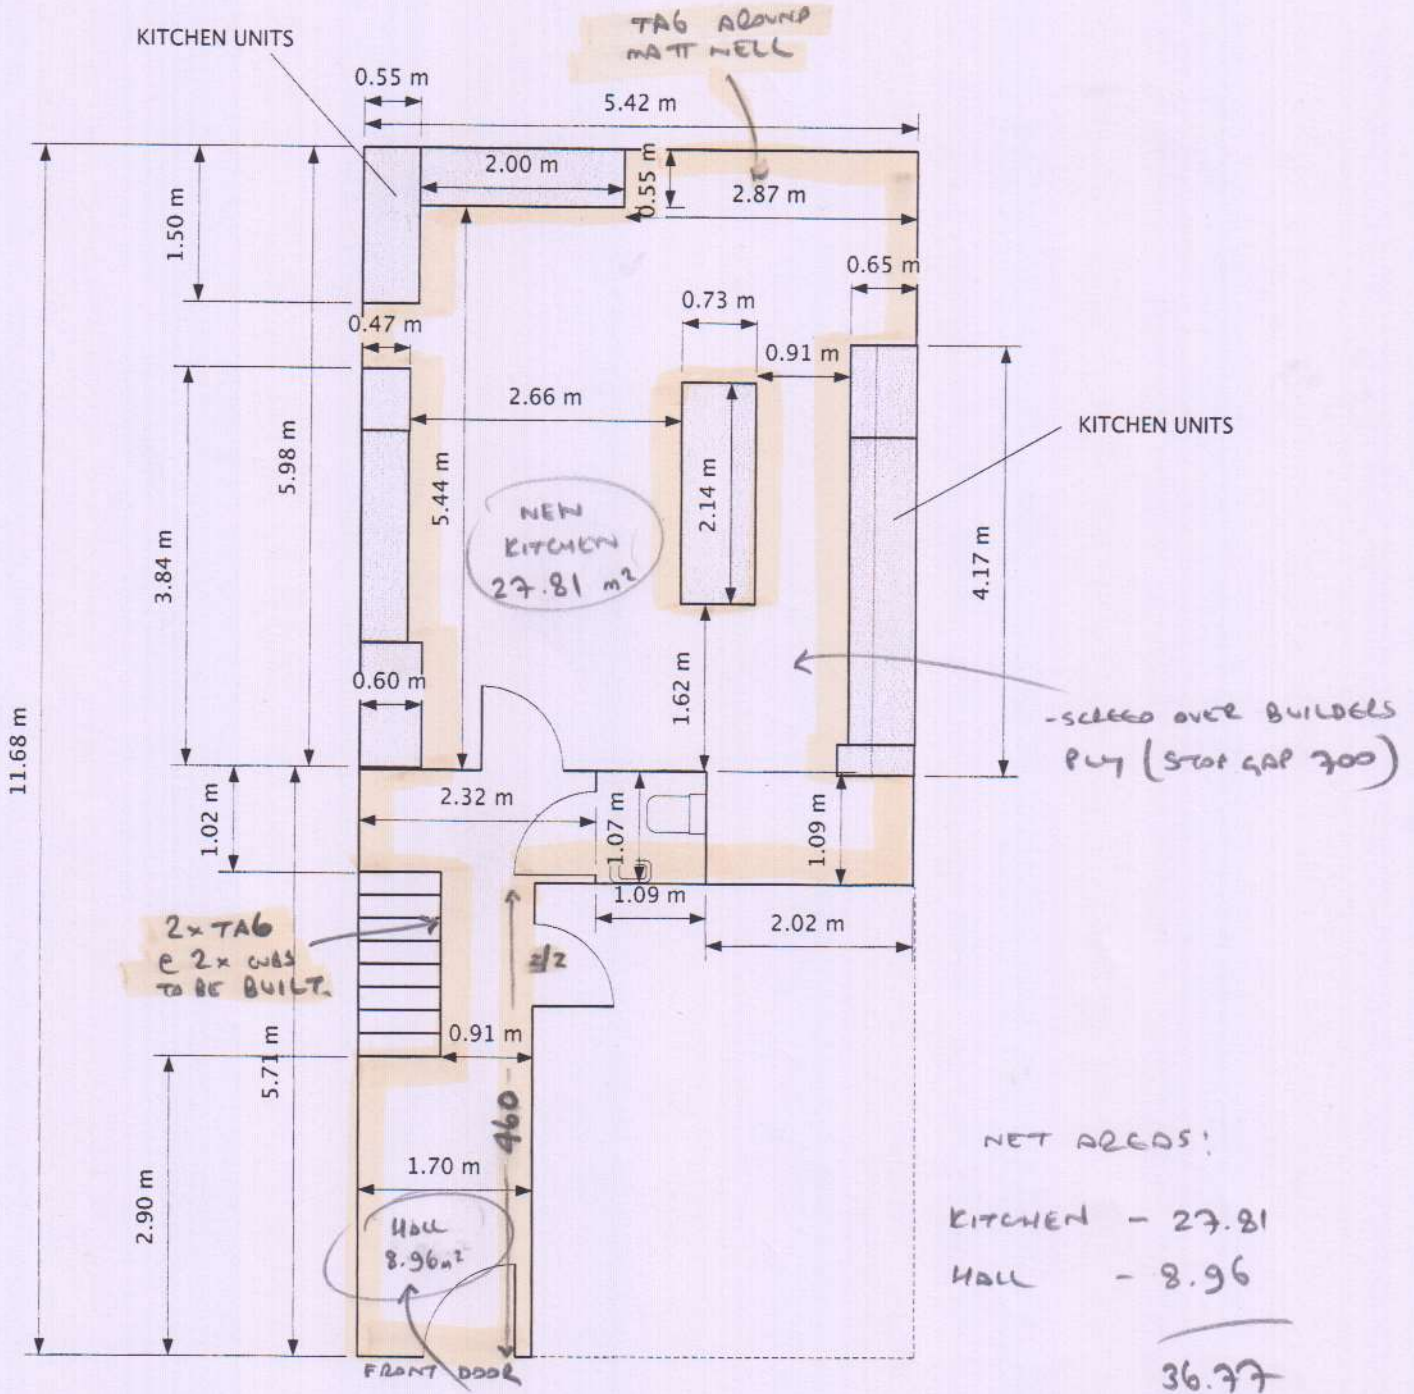 TAG AROUND
MATT WELL
KITCHEN UNITS
0.55 m
5.42 m
2.00 m
0.55 m
2.87 m
1.50 m
0.65 m
0.73 m
0.47 m
0.91 m
2.66 m
KITCHEN UNITS
5.98 m
5.44 m
2.14 m
NEW
KITCHEN
27.81 m²
3.84 m
4.17 m
0.60 m
1.62 m
-SCREED OVER BUILDERS
PLY (STOP GAP 700)
11.68 m
2.32 m
1.02 m
1.07 m
1.09 m
1.09 m
2.02 m
2x TAG
@ 2x CUBS
TO BE BUILT.
0.91 m
5.71 m
460
1.70 m
2.90 m
HALL
8.96m²
FRONT DOOR
NET AREAS:
KITCHEN - 27.81
HALL - 8.96
36.77